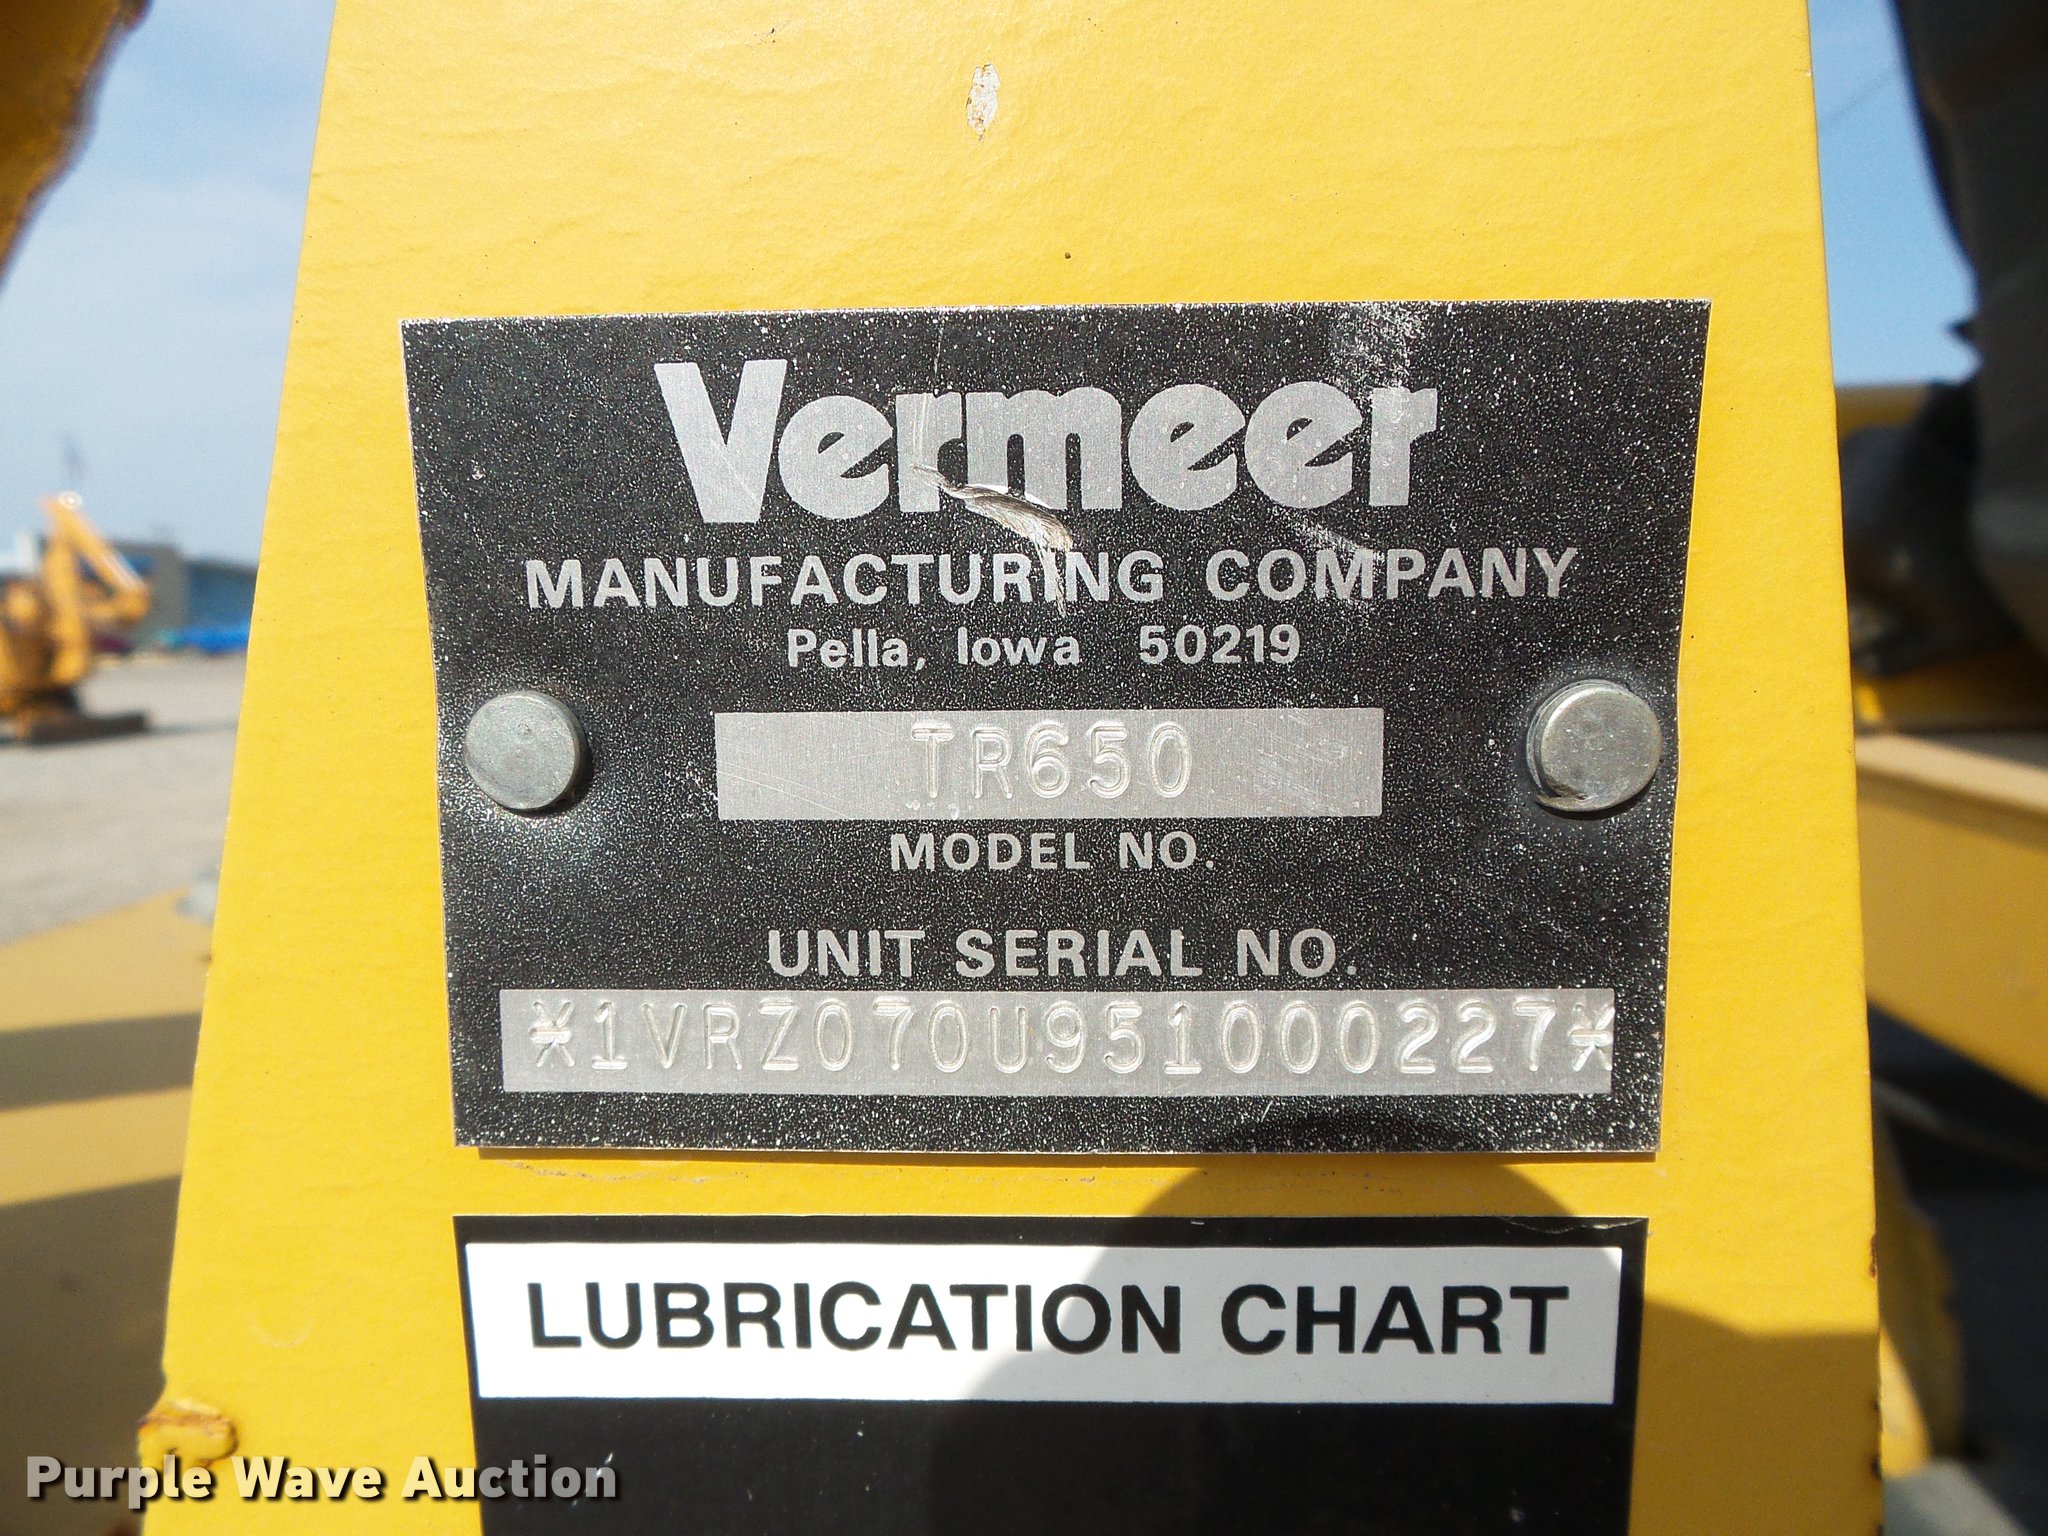 Vermeer
MANUFACTURING COMPANY
Pella, Iowa 50219
TR650
MODEL NO.
UNIT SERIAL NO.
*1VRZ070U951000227*
LUBRICATION CHART
Purple Wave Auction